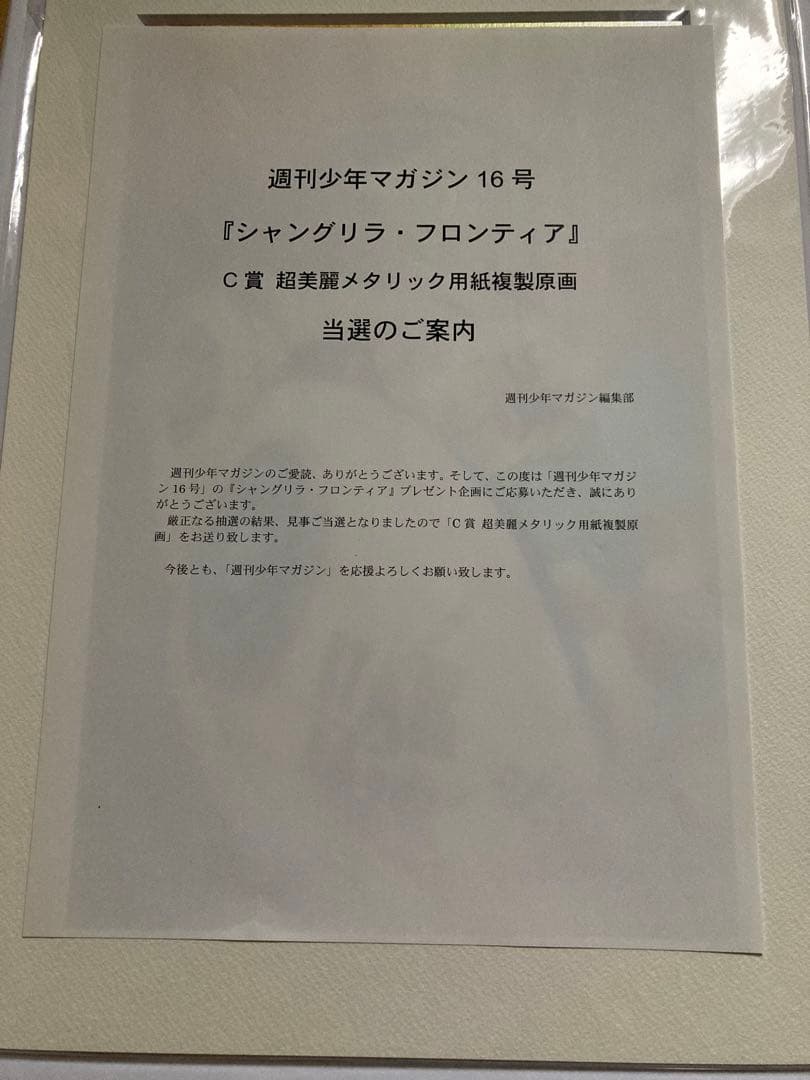 週刊少年マガジン 16 号
『シャングリラ・フロンティア』
C 賞 超美麗メタリック用紙複製原画
当選のご案内
週刊少年マガジン編集部
週刊少年マガジンのご愛読、ありがとうございます。そして、この度は「週刊少年マガジ
ン 16 号」の『シャングリラ・フロンティア』プレゼント企画にご応募いただき、誠にあり
がとうございます。
厳正なる抽選の結果、見事ご当選となりましたので「C 賞 超美麗メタリック用紙複製原
画」をお送り致します。
今後とも、「週刊少年マガジン」を応援よろしくお願い致します。